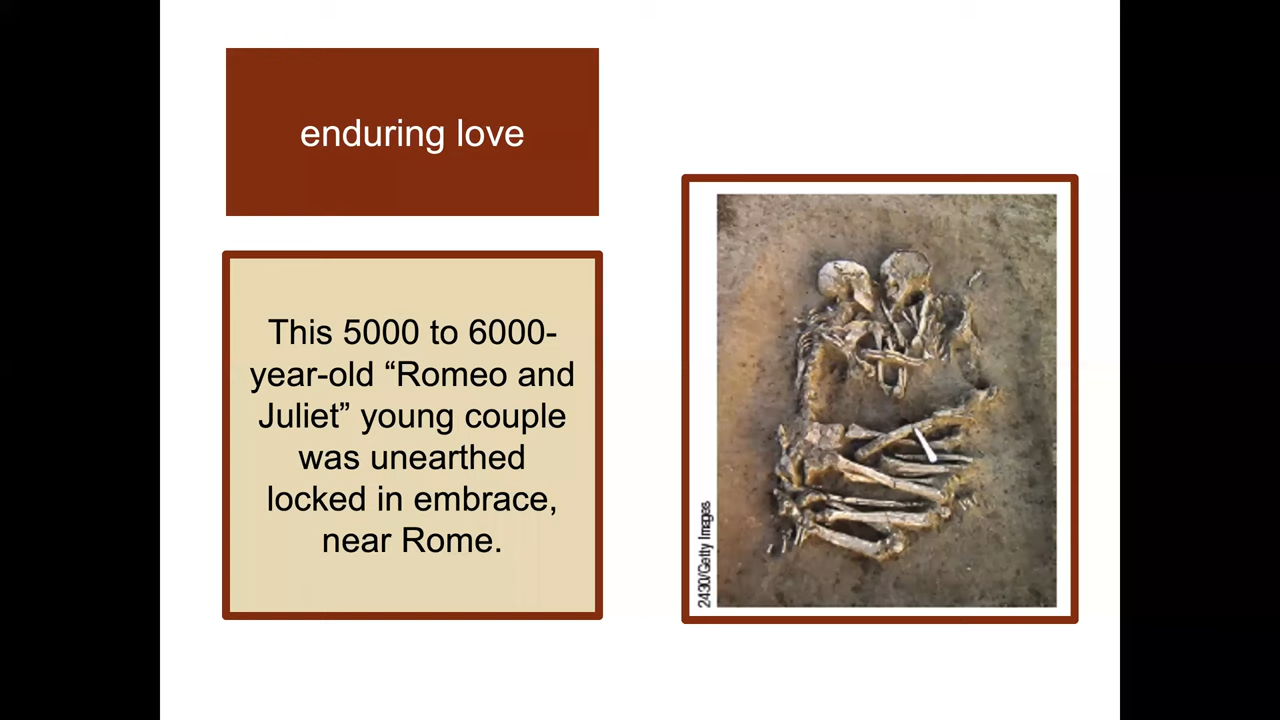 enduring love
This 5000 to 6000-
year-old “Romeo and
Juliet” young couple
was unearthed
locked in embrace,
near Rome.
2430/Getty Images